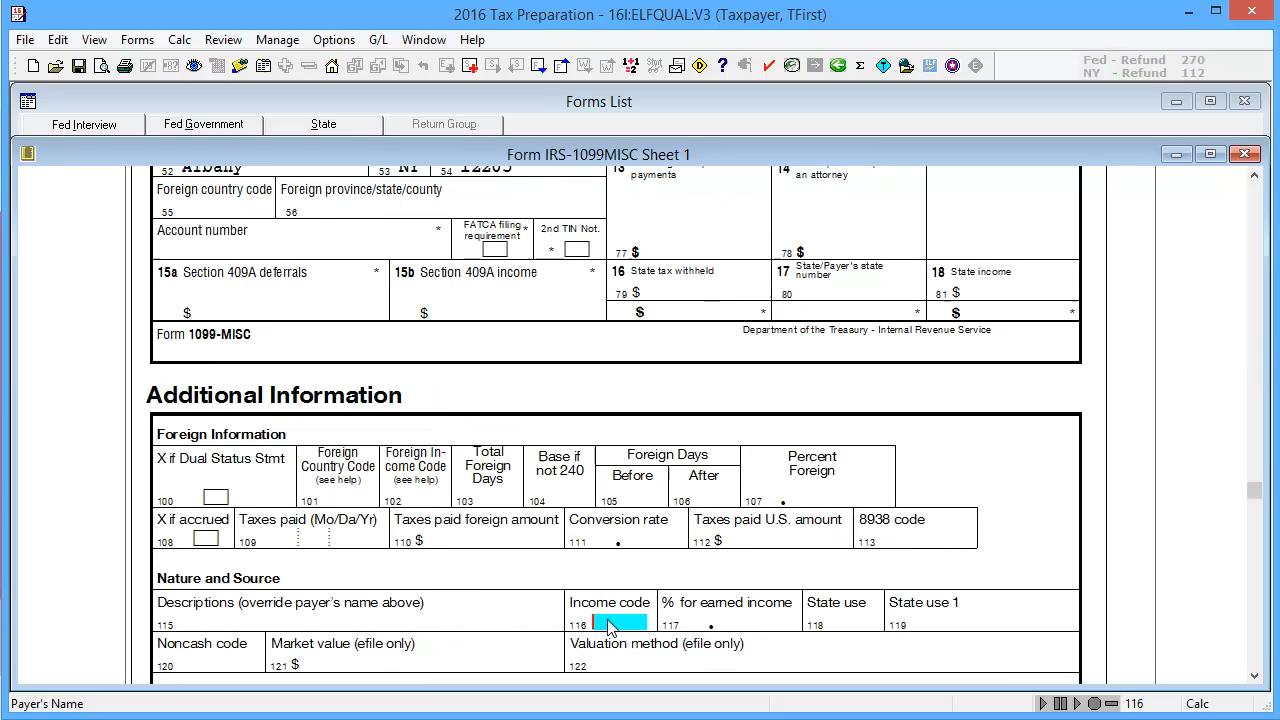 2016 Tax Preparation - 16I:ELFQUAL:V3 (Taxpayer, TFirst)
File Edit View Forms Calc Review Manage Options G/L Window Help
Fed - Refund 270
NY - Refund 112
Forms List
Fed Interview Fed Government State Return Group
Form IRS-1099MISC Sheet 1
52 Albany 53 NY 54 12205 13 payments 14 an attorney
Foreign country code Foreign province/state/county
55 56
Account number * FATCA filing requirement * 2nd TIN Not. *
77 $ 78 $
15a Section 409A deferrals * 15b Section 409A income * 16 State tax withheld 17 State/Payer's state number 18 State income
79 $ 80 81 $
$ $ $ * * $ *
Form 1099-MISC Department of the Treasury - Internal Revenue Service
Additional Information
Foreign Information
X if Dual Status Stmt Foreign Country Code (see help) Foreign In-come Code (see help) Total Foreign Days Base if not 240 Foreign Days Before After Percent Foreign
100 101 102 103 104 105 106 107 .
X if accrued Taxes paid (Mo/Da/Yr) Taxes paid foreign amount Conversion rate Taxes paid U.S. amount 8938 code
108 109 110 $ 111 . 112 $ 113
Nature and Source
Descriptions (override payer's name above) Income code % for earned income State use State use 1
115 116 117 . 118 119
Noncash code Market value (efile only) Valuation method (efile only)
120 121 $ 122
Payer's Name 116 Calc